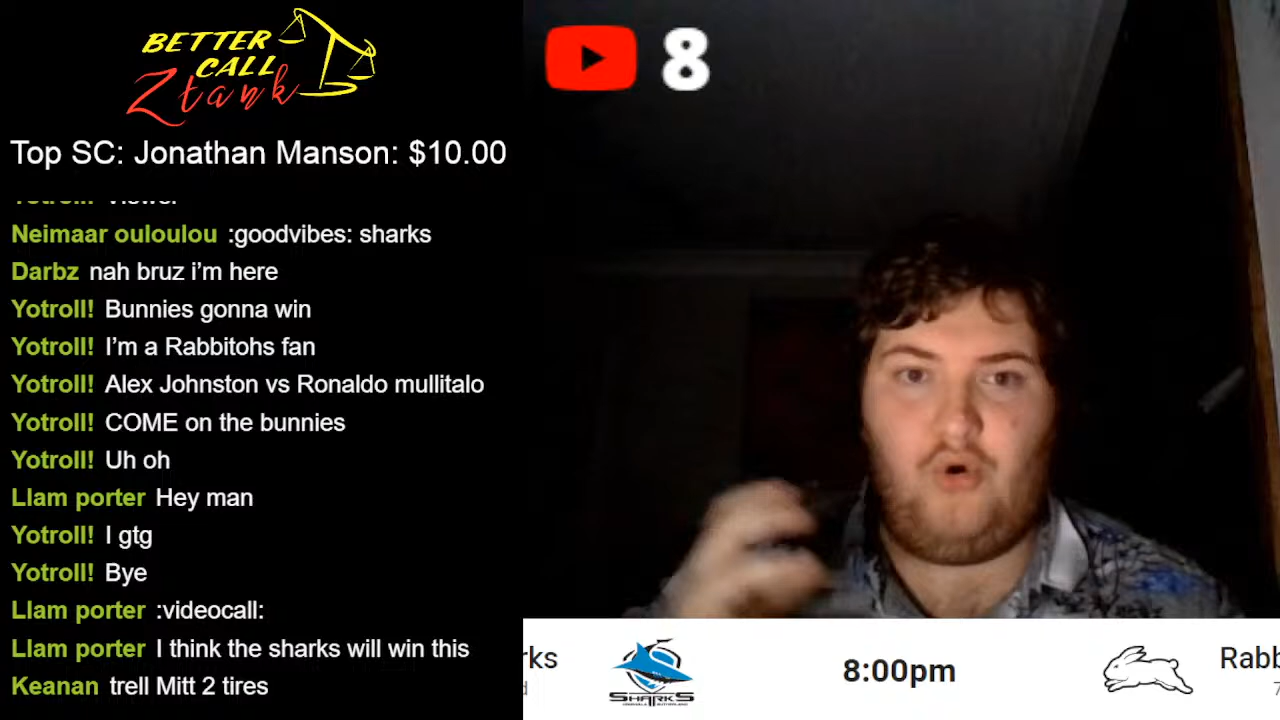 BETTER
CALL
Ztank
8
Top SC: Jonathan Manson: $10.00
Neimaar ouloulou :goodvibes: sharks
Darbz nah bruz i’m here
Yotroll! Bunnies gonna win
Yotroll! I’m a Rabbitohs fan
Yotroll! Alex Johnston vs Ronaldo mullitalo
Yotroll! COME on the bunnies
Yotroll! Uh oh
Llam porter Hey man
Yotroll! I gtg
Yotroll! Bye
Llam porter :videocall:
Llam porter I think the sharks will win this
Keanan trell Mitt 2 tires
rks
SHARKS
8:00pm
Rabb